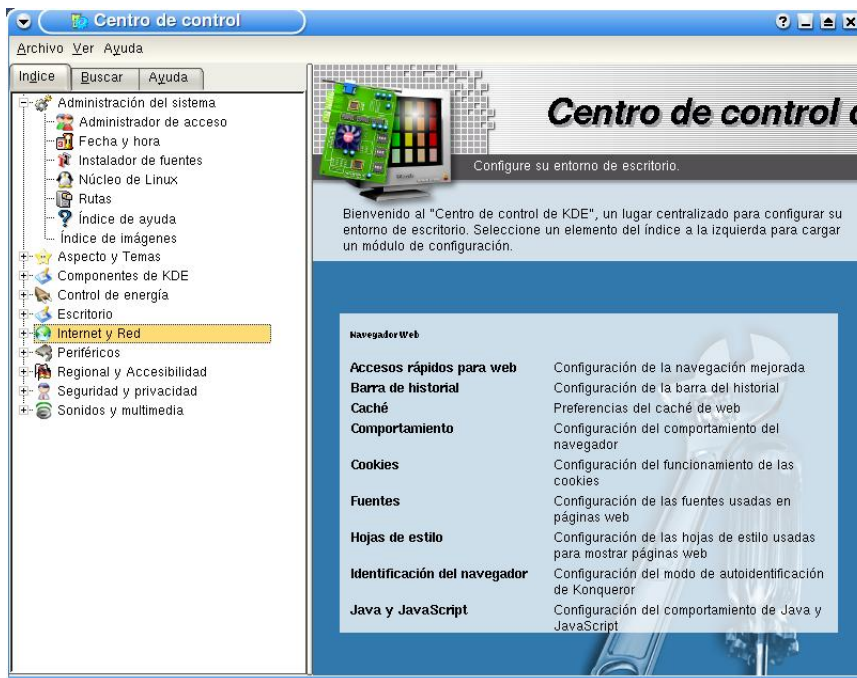 Centro de control
Archivo Ver Ayuda
Indice Buscar Ayuda
Administración del sistema
Administrador de acceso
Fecha y hora
Instalador de fuentes
Núcleo de Linux
Rutas
Índice de ayuda
Índice de imágenes
Aspecto y Temas
Componentes de KDE
Control de energía
Escritorio
Internet y Red
Periféricos
Regional y Accesibilidad
Seguridad y privacidad
Sonidos y multimedia
Centro de control
Configure su entorno de escritorio.
Bienvenido al "Centro de control de KDE", un lugar centralizado para configurar su
entorno de escritorio. Seleccione un elemento del índice a la izquierda para cargar
un módulo de configuración.
Navegador Web
Accesos rápidos para web Configuración de la navegación mejorada
Barra de historial Configuración de la barra del historial
Caché Preferencias del caché de web
Comportamiento Configuración del comportamiento del
navegador
Cookies Configuración del funcionamiento de las
cookies
Fuentes Configuración de las fuentes usadas en
páginas web
Hojas de estilo Configuración de las hojas de estilo usadas
para mostrar páginas web
Identificación del navegador Configuración del modo de autoidentificación
de Konqueror
Java y JavaScript Configuración del comportamiento de Java y
JavaScript